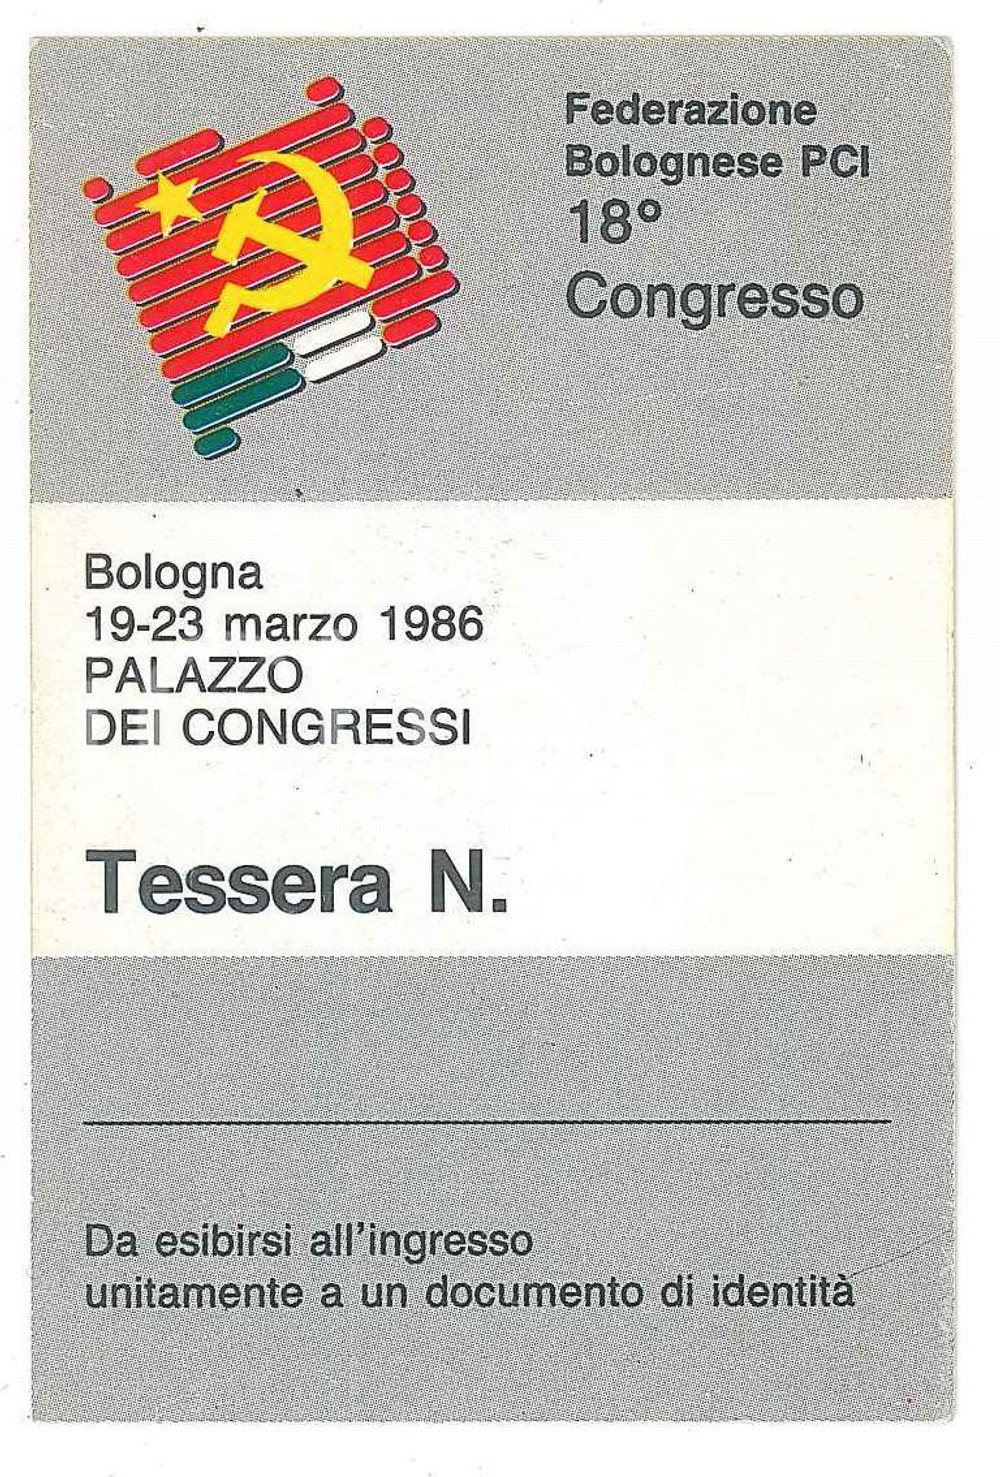 Federazione
Bolognese PCI
18°
Congresso
Bologna
19-23 marzo 1986
PALAZZO
DEI CONGRESSI
Tessera N.
Da esibirsi all'ingresso
unitamente a un documento di identità